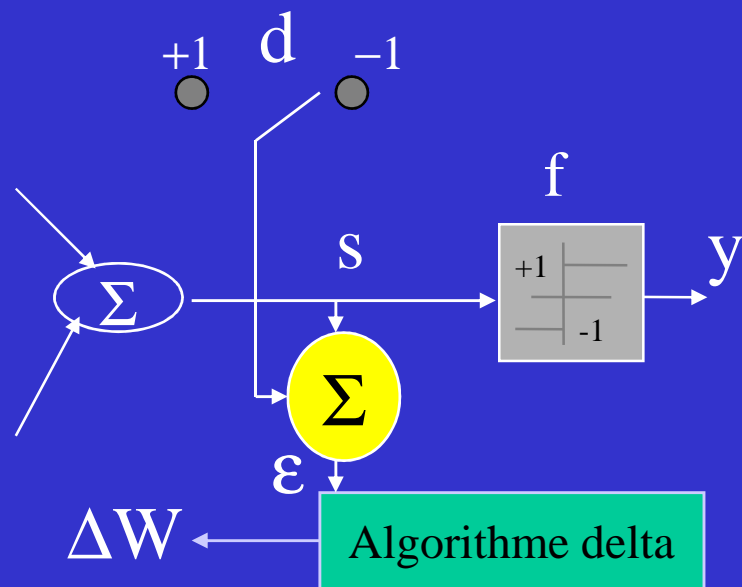 d
+1 −1
f
s
y
+1
-1
Σ
Σ
ε
ΔW
Algorithme delta